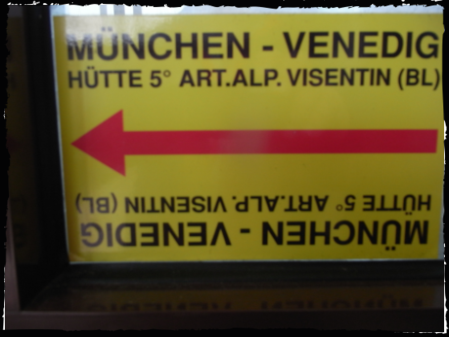 MÜNCHEN - VENEDIG
HÜTTE 5° ART.ALP. VISENTIN (BL)
HÜTTE 5° ART.ALP. VISENTIN (BL)
MÜNCHEN - VENEDIG